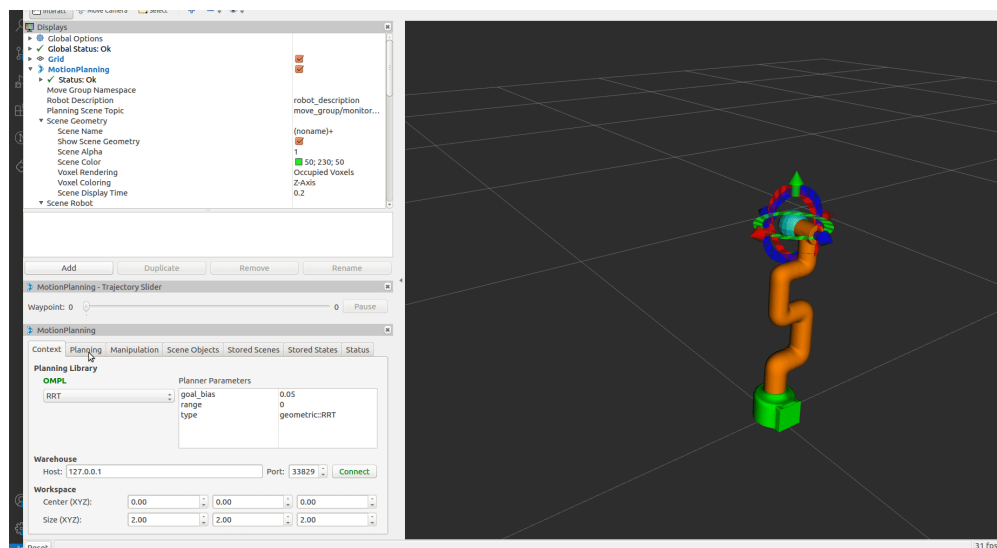 Interact Move Camera Select
Displays
Global Options
Global Status: Ok
Grid
MotionPlanning
Status: Ok
Move Group Namespace
Robot Description robot_description
Planning Scene Topic move_group/monitor...
Scene Geometry
Scene Name (noname)+
Show Scene Geometry
Scene Alpha 1
Scene Color 50; 230; 50
Voxel Rendering Occupied Voxels
Voxel Coloring Z-Axis
Scene Display Time 0.2
Scene Robot
Add Duplicate Remove Rename
MotionPlanning - Trajectory Slider
Waypoint: 0 0 Pause
MotionPlanning
Context Planning Manipulation Scene Objects Stored Scenes Stored States Status
Planning Library
OMPL Planner Parameters
RRT goal_bias 0.05
range 0
type geometric::RRT
Warehouse
Host: 127.0.0.1 Port: 33829 Connect
Workspace
Center (XYZ): 0.00 0.00 0.00
Size (XYZ): 2.00 2.00 2.00
Reset 31 fps